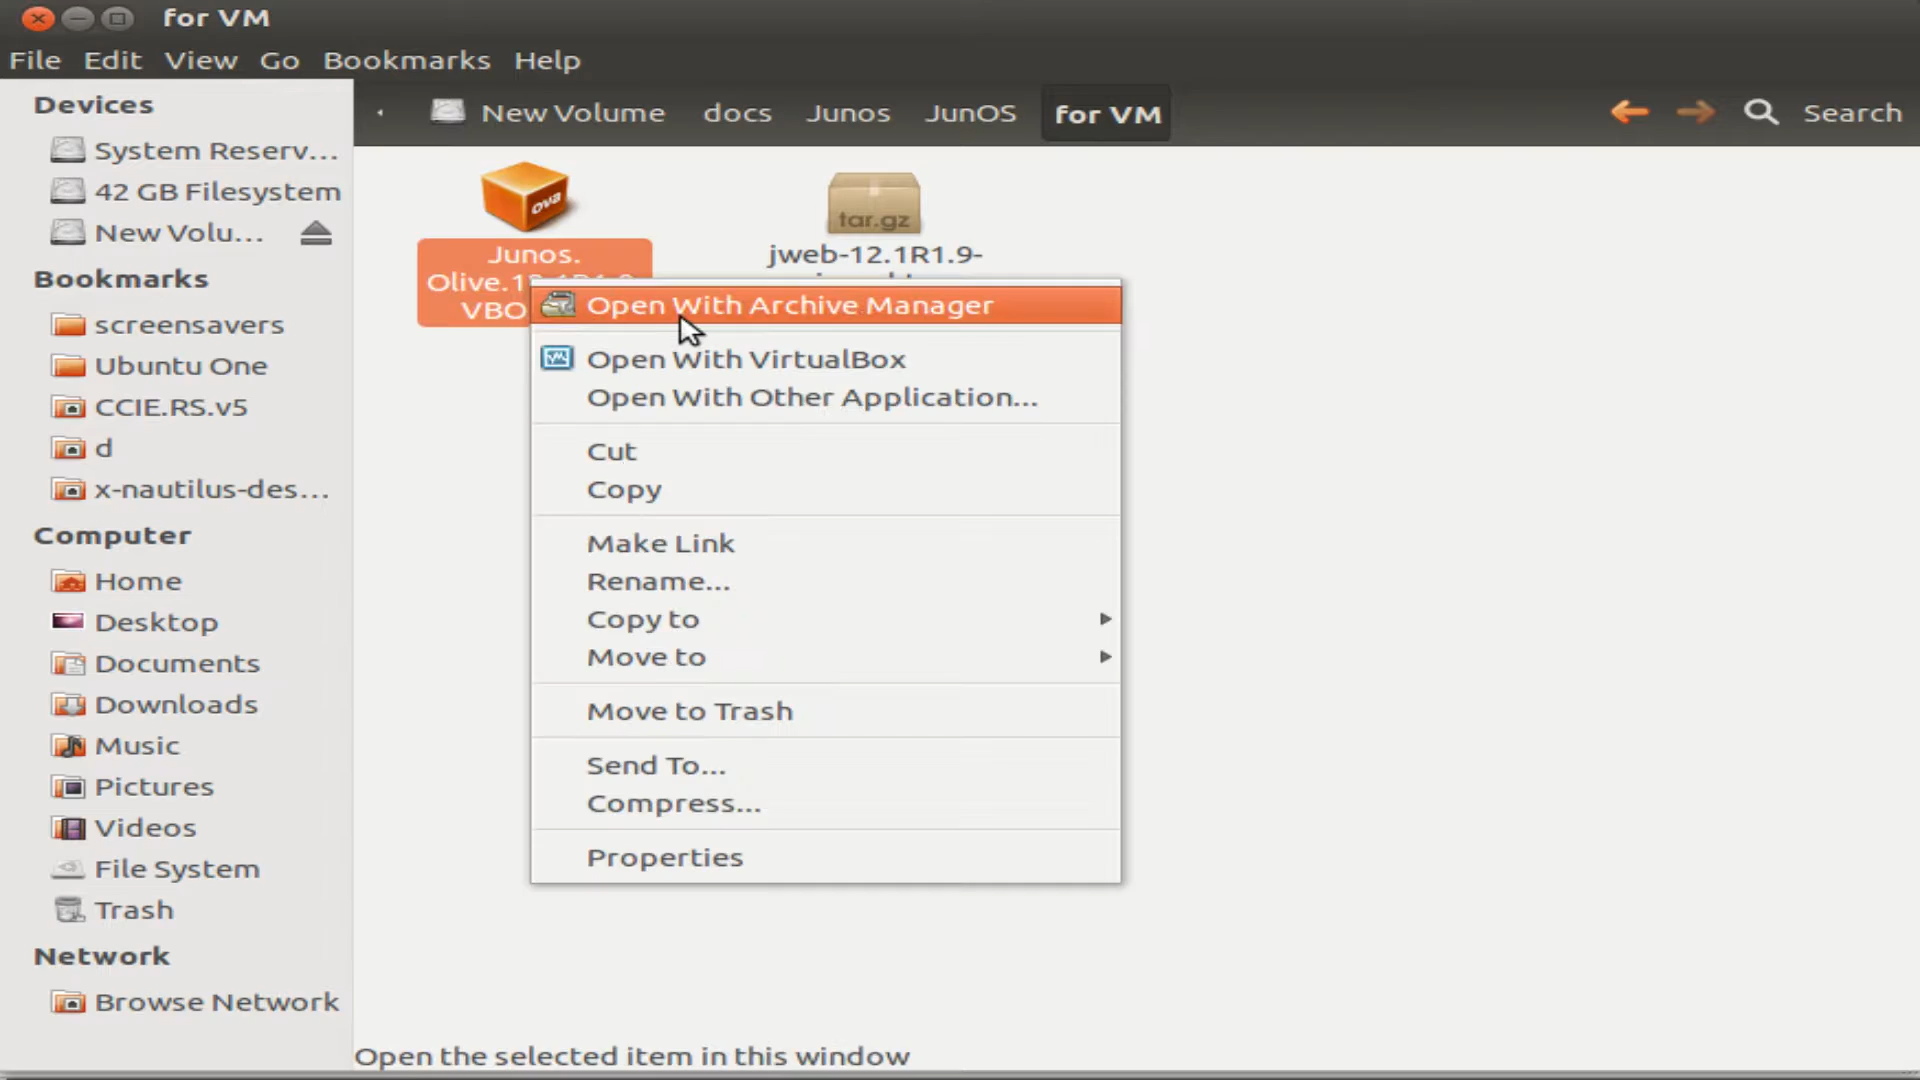 for VM
File Edit View Go Bookmarks Help
New Volume docs Junos JunOS for VM Search
Devices
System Reserv...
42 GB Filesystem
New Volu...
Bookmarks
screensavers
Ubuntu One
CCIE.RS.v5
d
x-nautilus-des...
Computer
Home
Desktop
Documents
Downloads
Music
Pictures
Videos
File System
Trash
Network
Browse Network
ova
Junos.
VBO
tar.gz
jweb-12.1R1.9-
Open With Archive Manager
Open With VirtualBox
Open With Other Application...
Cut
Copy
Make Link
Rename...
Copy to
Move to
Move to Trash
Send To...
Compress...
Properties
Open the selected item in this window